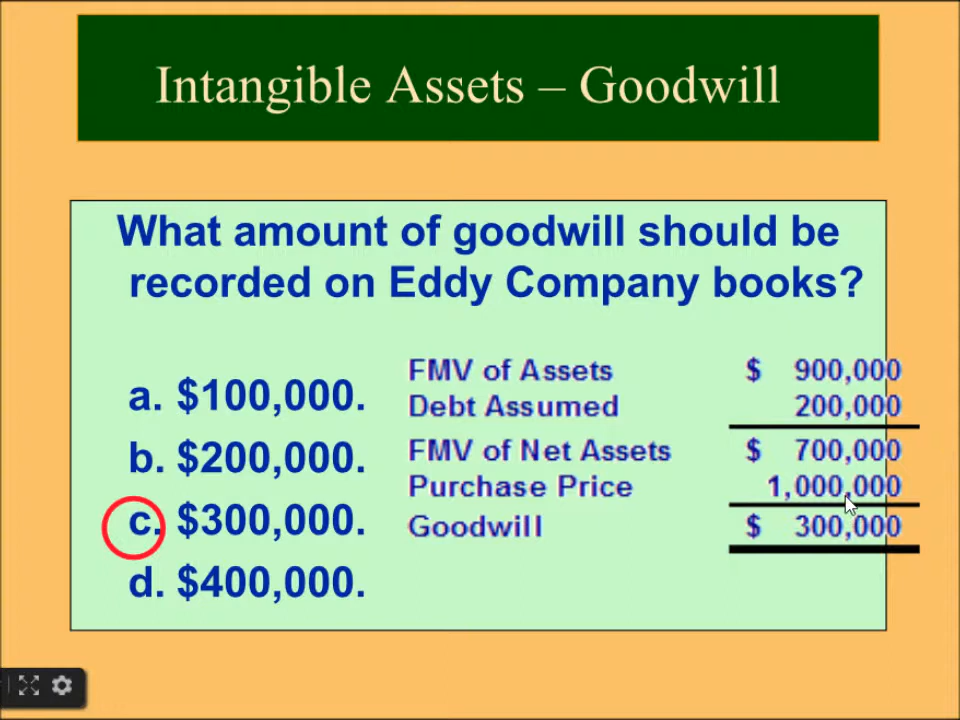 Intangible Assets – Goodwill
What amount of goodwill should be
recorded on Eddy Company books?
a. $100,000.
b. $200,000.
c. $300,000.
d. $400,000.
FMV of Assets $ 900,000
Debt Assumed 200,000
FMV of Net Assets $ 700,000
Purchase Price 1,000,000
Goodwill $ 300,000